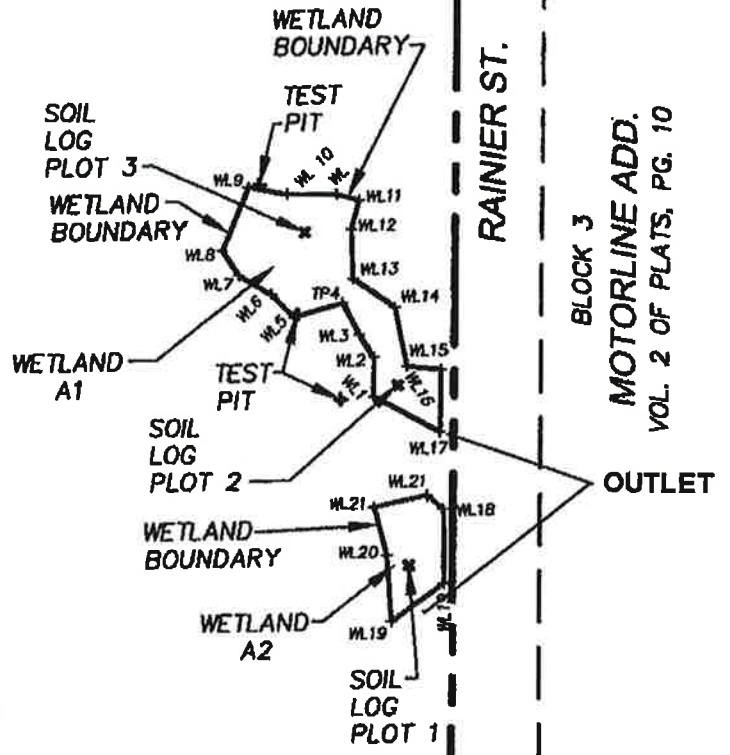 WETLAND
BOUNDARY
TEST
PIT
SOIL
LOG
PLOT 3
WETLAND
BOUNDARY
WL9
WL 10
WL
WL11
WL12
WL8
WL7
WL6
WL5
WL13
WL14
TP4
WL3
WL2
WL1
WL15
WL16
WL17
WETLAND
A1
TEST
PIT
SOIL
LOG
PLOT 2
OUTLET
WL21
WL21
WL18
WETLAND
BOUNDARY
WL20
WL19
WL19
WETLAND
A2
SOIL
LOG
PLOT 1
RAINIER ST.
BLOCK 3
MOTORLINE ADD.
VOL. 2 OF PLATS, PG. 10